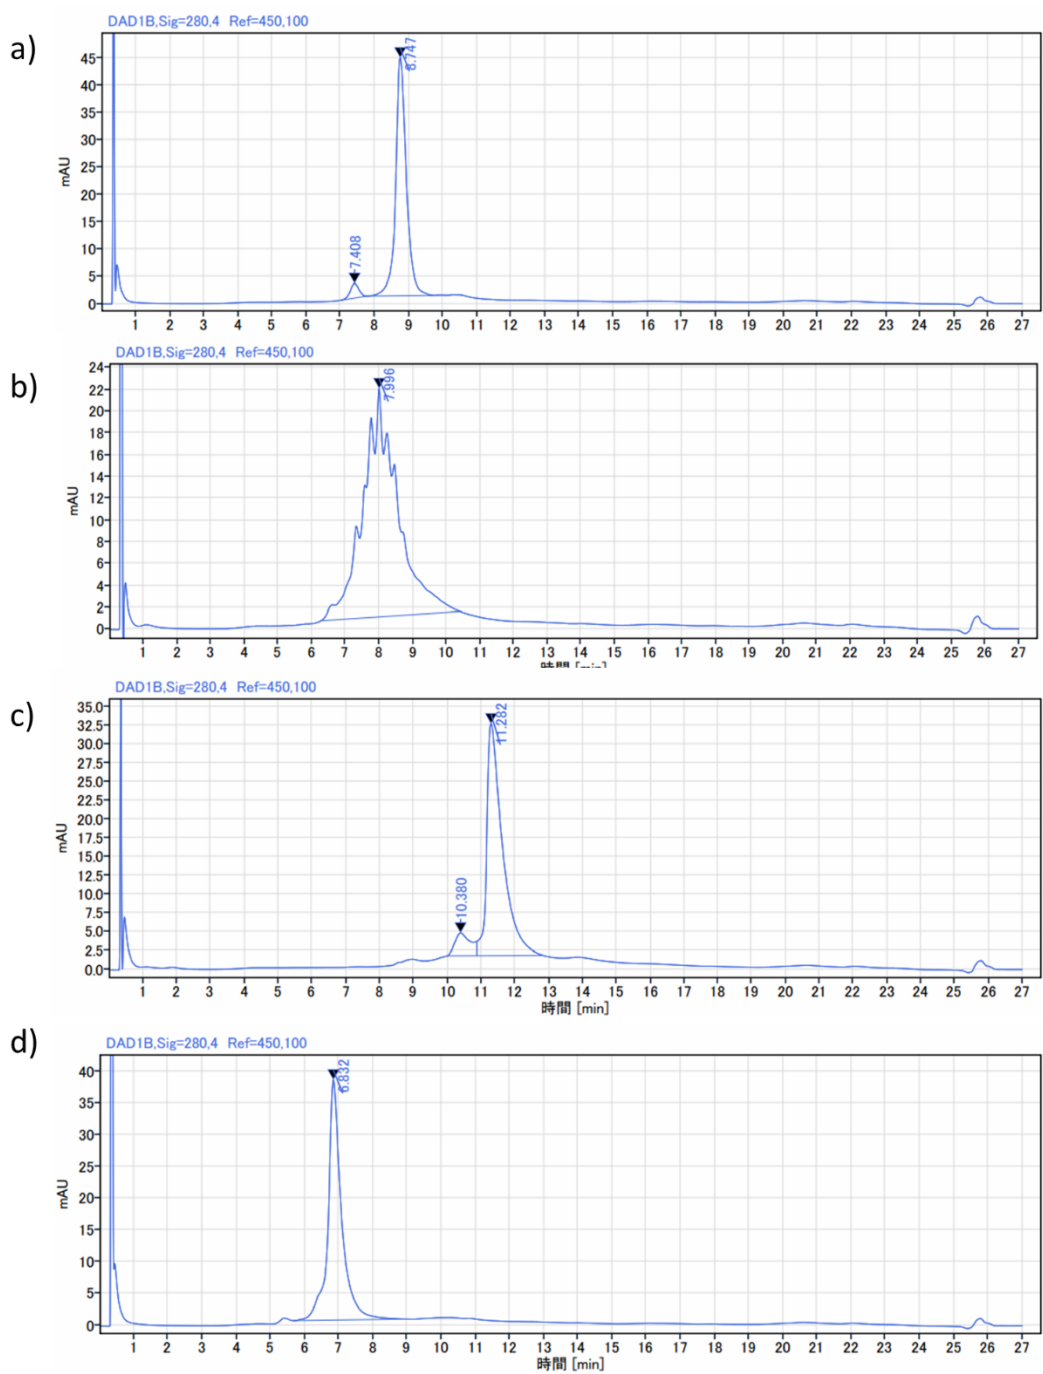 a)
DAD1B,Sig=280,4 Ref=450,100
mAU
45
40
35
30
25
20
15
10
5
0
7.408
8.747
1 2 3 4 5 6 7 8 9 10 11 12 13 14 15 16 17 18 19 20 21 22 23 24 25 26 27
b)
DAD1B,Sig=280,4 Ref=450,100
mAU
24
22
20
18
16
14
12
10
8
6
4
2
0
7.996
1 2 3 4 5 6 7 8 9 10 11 12 13 14 15 16 17 18 19 20 21 22 23 24 25 26 27
時間 [min]
c)
DAD1B,Sig=280,4 Ref=450,100
mAU
35.0
32.5
30.0
27.5
25.0
22.5
20.0
17.5
15.0
12.5
10.0
7.5
5.0
2.5
0.0
10.380
11.282
1 2 3 4 5 6 7 8 9 10 11 12 13 14 15 16 17 18 19 20 21 22 23 24 25 26 27
時間 [min]
d)
DAD1B,Sig=280,4 Ref=450,100
mAU
40
35
30
25
20
15
10
5
0
6.832
1 2 3 4 5 6 7 8 9 10 11 12 13 14 15 16 17 18 19 20 21 22 23 24 25 26 27
時間 [min]